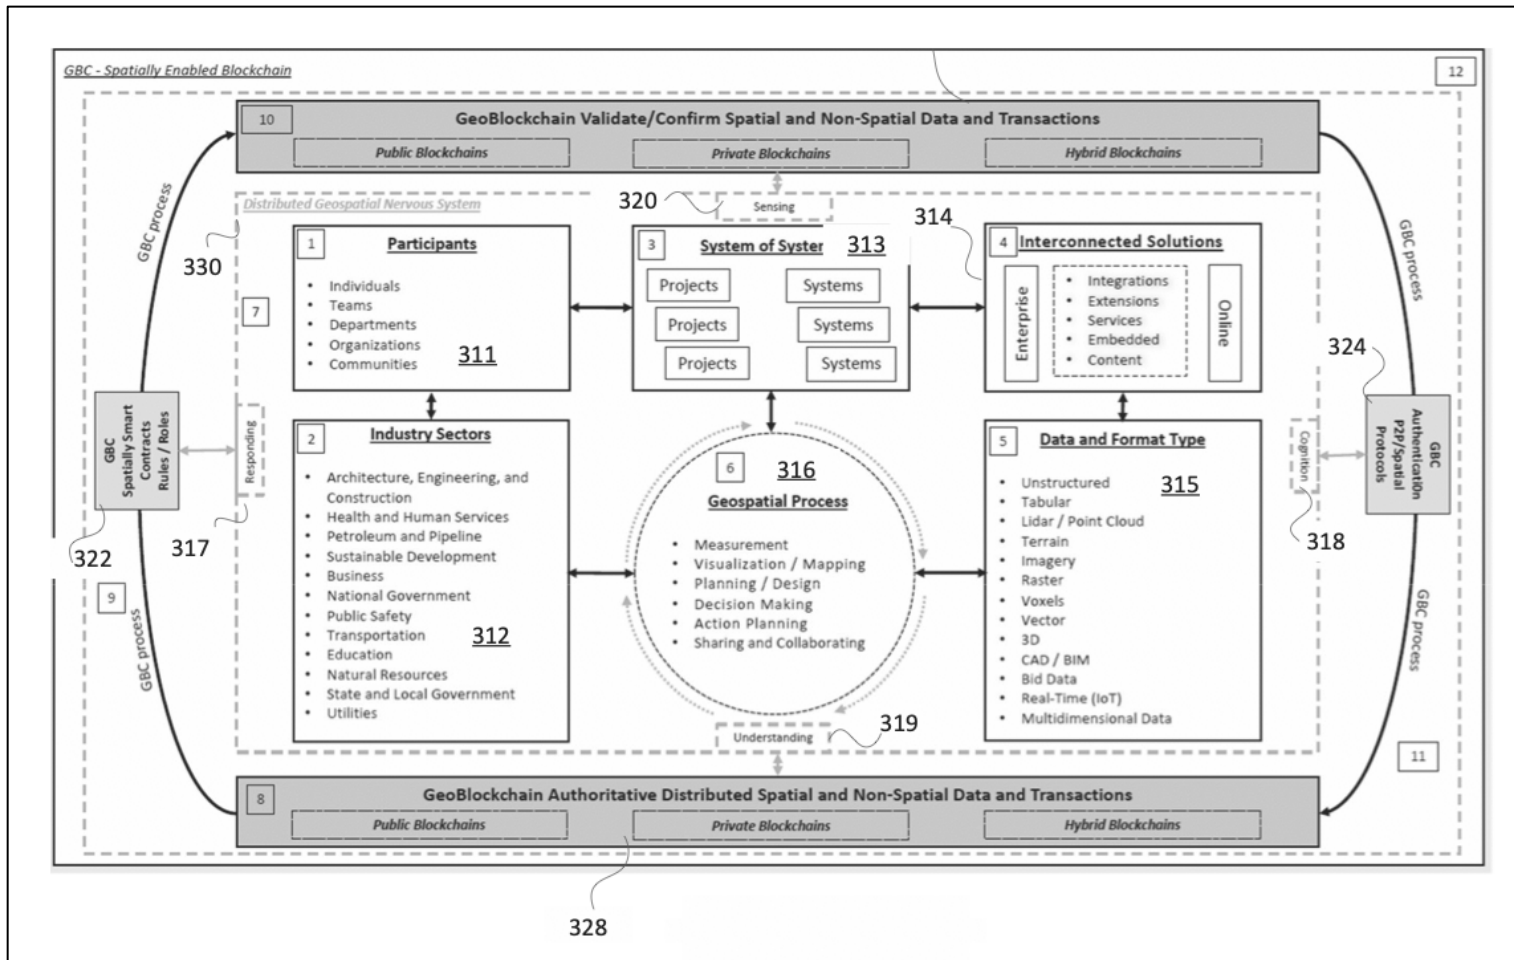 GBC - Spatially Enabled Blockchain
12
10
GeoBlockchain Validate/Confirm Spatial and Non-Spatial Data and Transactions
Public Blockchains
Private Blockchains
Hybrid Blockchains
GBC process
GBC process
Distributed Geospatial Nervous System
320
Sensing
330
314
7
1
Participants
Individuals
Teams
Departments
Organizations
Communities
311
3
System of Syster
313
Projects
Systems
Projects
Systems
Projects
Systems
4
Interconnected Solutions
Enterprise
Integrations
Extensions
Services
Embedded
Content
Online
324
GBC
Spatially Smart
Contracts
Rules / Roles
322
Responding
317
2
Industry Sectors
Architecture, Engineering, and
Construction
Health and Human Services
Petroleum and Pipeline
Sustainable Development
Business
National Government
Public Safety
Transportation
Education
Natural Resources
State and Local Government
Utilities
312
6
316
Geospatial Process
Measurement
Visualization / Mapping
Planning / Design
Decision Making
Action Planning
Sharing and Collaborating
5
Data and Format Type
Unstructured
Tabular
Lidar / Point Cloud
Terrain
Imagery
Raster
Voxels
Vector
3D
CAD / BIM
Bid Data
Real-Time (IoT)
Multidimensional Data
315
Cognition
318
GBC
Authentication
P2P/Spatial
Protocols
9
GBC process
GBC process
11
Understanding
319
8
GeoBlockchain Authoritative Distributed Spatial and Non-Spatial Data and Transactions
Public Blockchains
Private Blockchains
Hybrid Blockchains
328